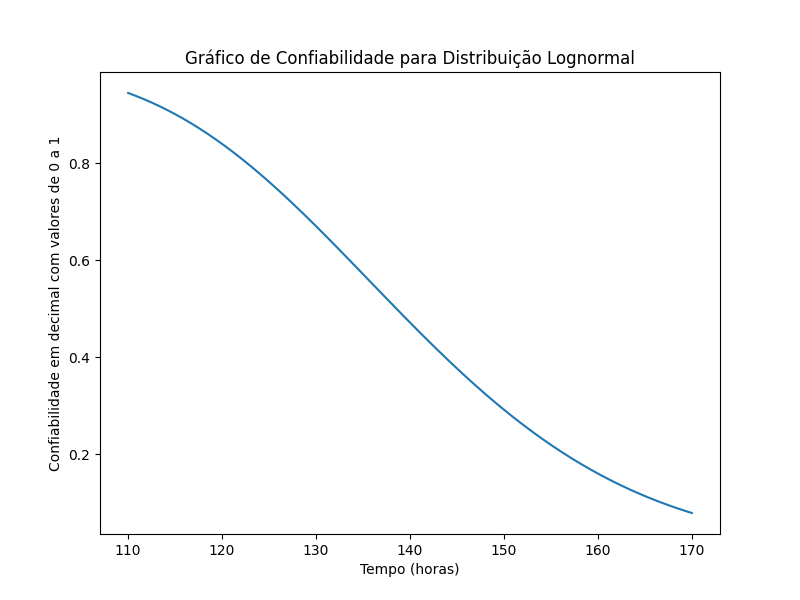 Gráfico de Confiabilidade para Distribuição Lognormal
Confiabilidade em decimal com valores de 0 a 1
0.8
0.6
0.4
0.2
110 120 130 140 150 160 170
Tempo (horas)